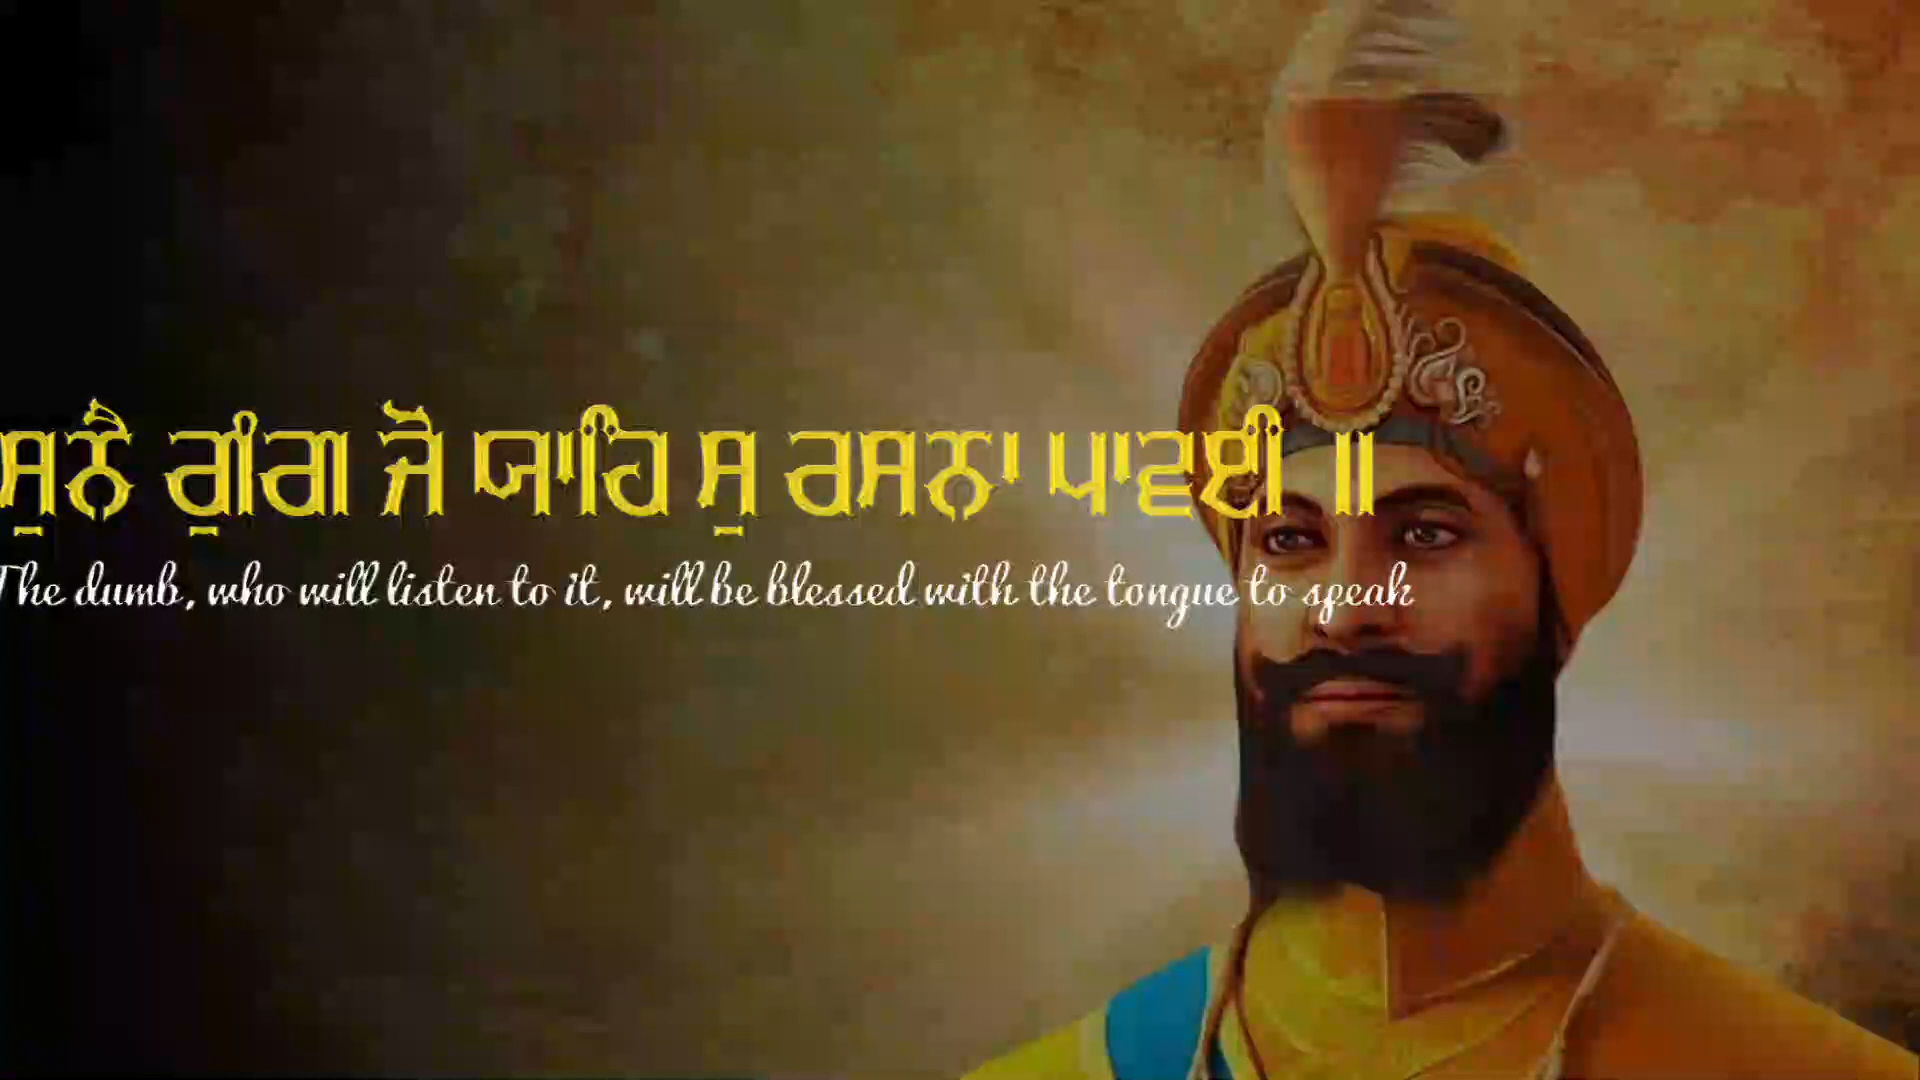 ਸੁਨੈ ਗੁੰਗ ਜੋ ਯਾਹਿ ਸੁ ਰਸਨਾ ਪਾਵਈ ॥
The dumb, who will listen to it, will be blessed with the tongue to speak